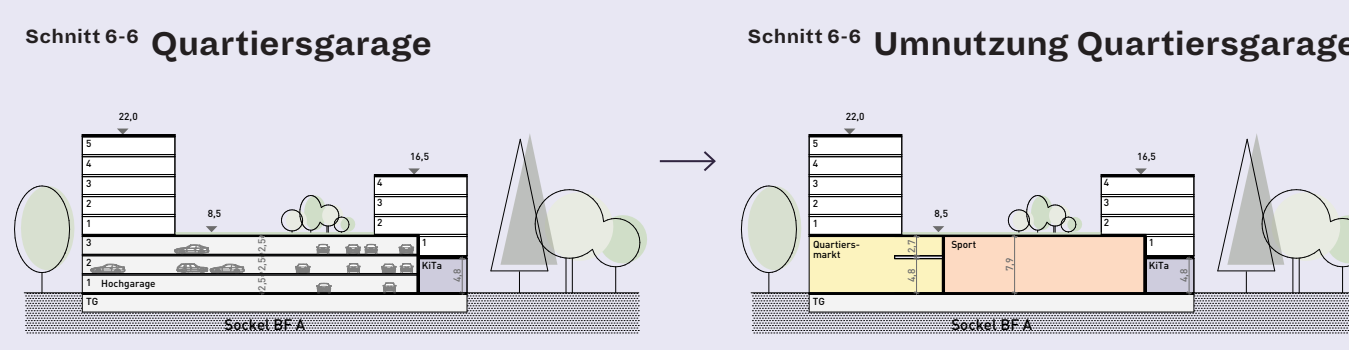 Schnitt 6-6 Quartiersgarage
22,0
5
4
3
2
1
8,5
16,5
4
3
2
1
3
2
1 Hochgarage
2,5
2,5
2,5
KiTa
4,8
TG
Sockel BF A
Schnitt 6-6 Umnutzung Quartiersgarage
22,0
5
4
3
2
1
8,5
16,5
4
3
2
1
Quartiers-
markt
2,7
4,8
Sport
7,9
KiTa
4,8
TG
Sockel BF A